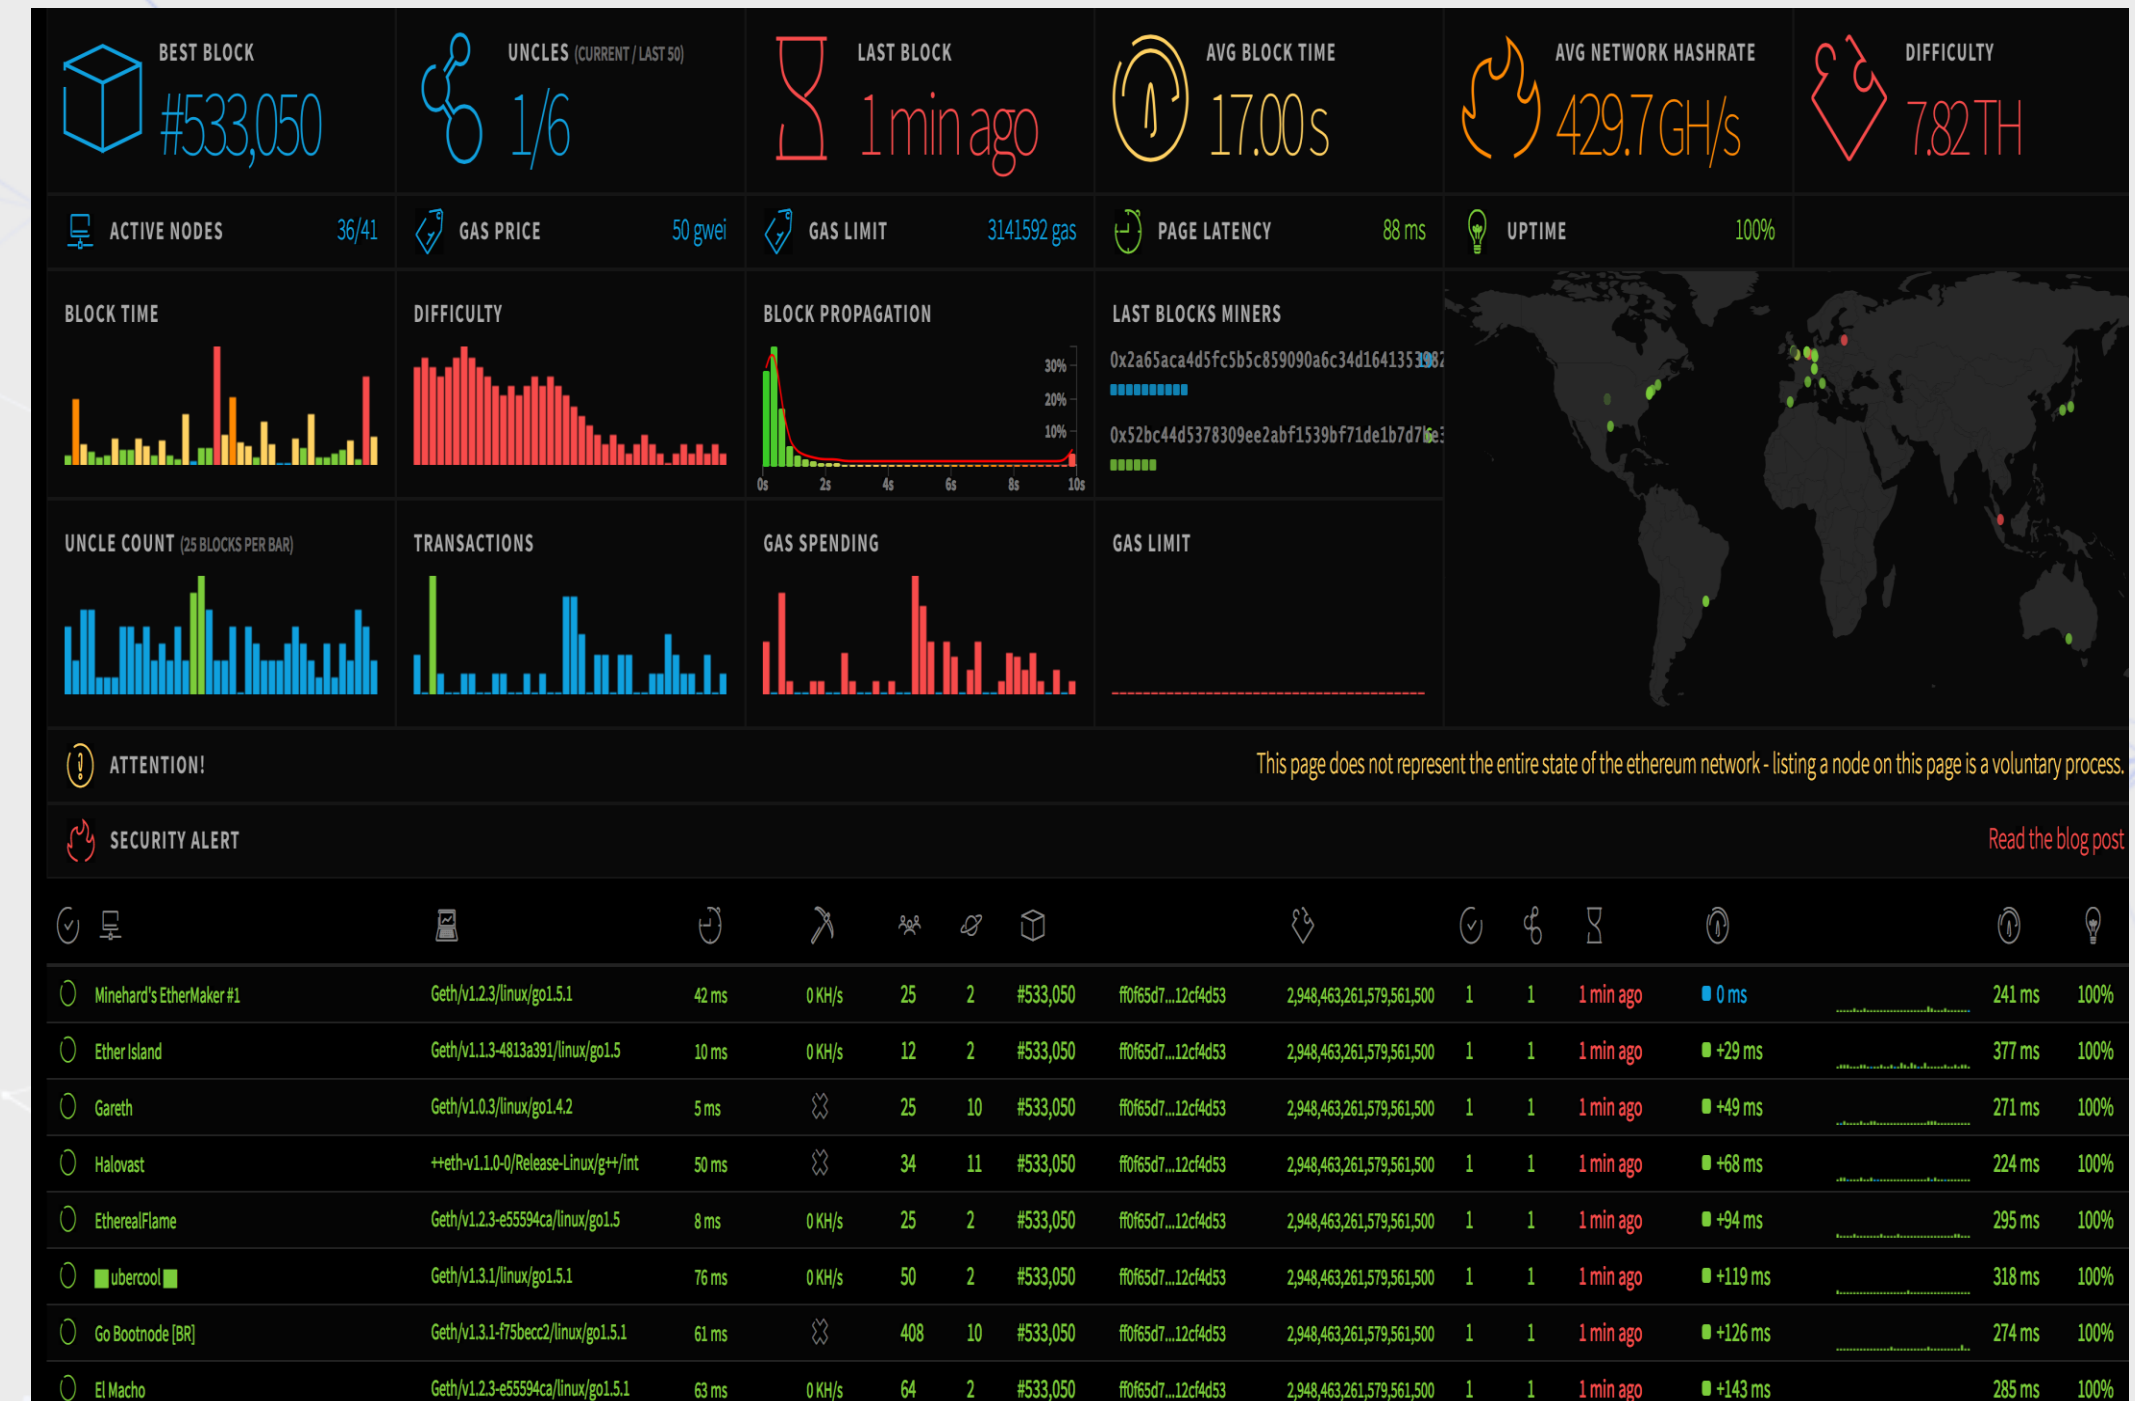 BEST BLOCK
#533,050
UNCLES (CURRENT / LAST 50)
1/6
LAST BLOCK
1 min ago
AVG BLOCK TIME
17.00 s
AVG NETWORK HASHRATE
429.7 GH/s
DIFFICULTY
7.82 TH
ACTIVE NODES 36/41
GAS PRICE 50 gwei
GAS LIMIT 3141592 gas
PAGE LATENCY 88 ms
UPTIME 100%
BLOCK TIME
DIFFICULTY
BLOCK PROPAGATION
30%
20%
10%
0s 2s 4s 6s 8s 10s
LAST BLOCKS MINERS
UNCLE COUNT (25 BLOCKS PER BAR)
TRANSACTIONS
GAS SPENDING
GAS LIMIT
ATTENTION! This page does not represent the entire state of the ethereum network - listing a node on this page is a voluntary process.
SECURITY ALERT Read the blog post
Minehard's EtherMaker #1 Geth/v1.2.3/linux/go1.5.1 42 ms 0 KH/s 25 2 #533,050 ff0f65d7...12cf4d53 2,948,463,261,579,561,500 1 1 1 min ago 0 ms 241 ms 100%
Ether Island Geth/v1.1.3-4813a391/linux/go1.5 10 ms 0 KH/s 12 2 #533,050 ff0f65d7...12cf4d53 2,948,463,261,579,561,500 1 1 1 min ago +29 ms 377 ms 100%
Gareth Geth/v1.0.3/linux/go1.4.2 5 ms 25 10 #533,050 ff0f65d7...12cf4d53 2,948,463,261,579,561,500 1 1 1 min ago +49 ms 271 ms 100%
Halovast ++eth-v1.1.0-0/Release-Linux/g++/int 50 ms 34 11 #533,050 ff0f65d7...12cf4d53 2,948,463,261,579,561,500 1 1 1 min ago +68 ms 224 ms 100%
EtherealFlame Geth/v1.2.3-e55594ca/linux/go1.5 8 ms 0 KH/s 25 2 #533,050 ff0f65d7...12cf4d53 2,948,463,261,579,561,500 1 1 1 min ago +94 ms 295 ms 100%
ubercool Geth/v1.3.1/linux/go1.5.1 76 ms 0 KH/s 50 2 #533,050 ff0f65d7...12cf4d53 2,948,463,261,579,561,500 1 1 1 min ago +119 ms 318 ms 100%
Go Bootnode [BR] Geth/v1.3.1-f75becc2/linux/go1.5.1 61 ms 408 10 #533,050 ff0f65d7...12cf4d53 2,948,463,261,579,561,500 1 1 1 min ago +126 ms 274 ms 100%
El Macho Geth/v1.2.3-e55594ca/linux/go1.5.1 63 ms 0 KH/s 64 2 #533,050 ff0f65d7...12cf4d53 2,948,463,261,579,561,500 1 1 1 min ago +143 ms 285 ms 100%